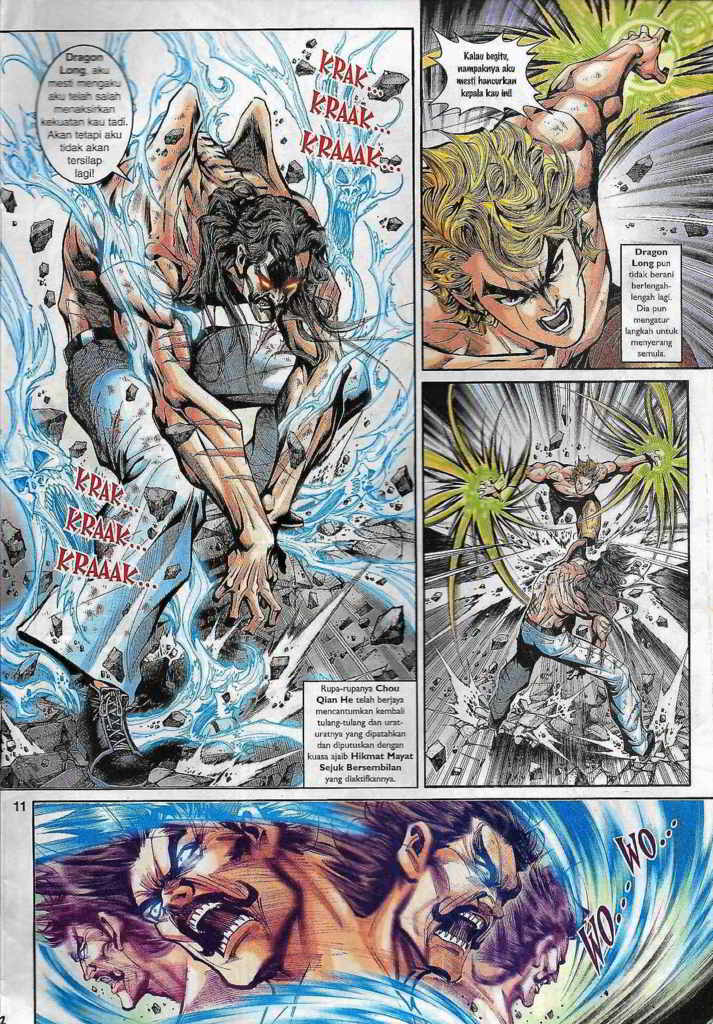 Dragon
Long, aku
mesti mengaku
aku telah salah
menaksirkan
kekuatan kau tadi.
Akan tetapi aku
tidak akan
tersilap
lagi!
KRAK...
KRAAK...
KRAAAK...
Kalau begitu,
nampaknya aku
mesti hancurkan
kepala kau ini!
Dragon
Long pun
tidak berani
berlengah-
lengah lagi.
Dia pun
mengatur
langkah untuk
menyerang
semula.
KRAK...
KRAAK...
KRAAAK...
Rupa-rupanya Chou
Qian He telah berjaya
mencantumkan kembali
tulang-tulang dan urat-
uratnya yang dipatahkan
dan diputuskan dengan
kuasa ajaib Hikmat Mayat
Sejuk Bersembilan
yang diaktifkannya.
11
WO...
WO...